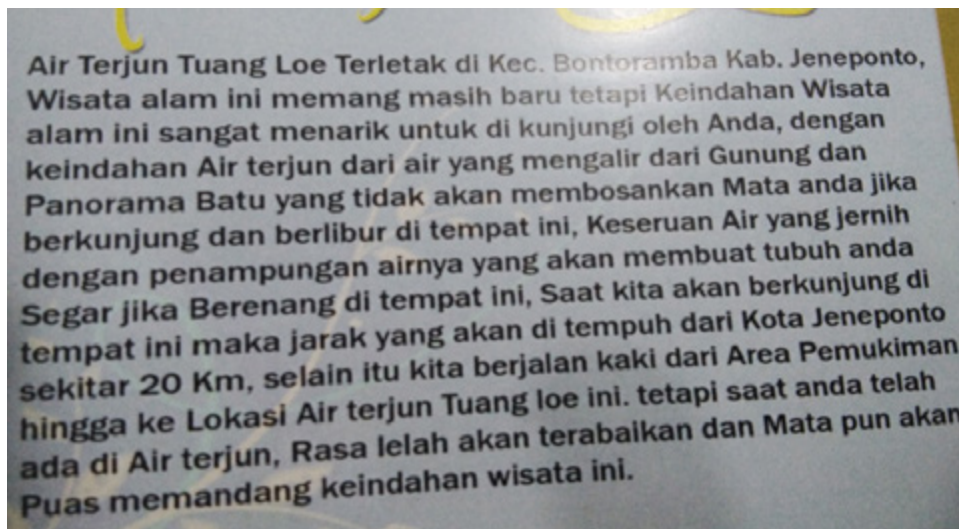 Air Terjun Tuang Loe Terletak di Kec. Bontoramba Kab. Jeneponto,
Wisata alam ini memang masih baru tetapi Keindahan Wisata
alam ini sangat menarik untuk di kunjungi oleh Anda, dengan
keindahan Air terjun dari air yang mengalir dari Gunung dan
Panorama Batu yang tidak akan membosankan Mata anda jika
berkunjung dan berlibur di tempat ini, Keseruan Air yang jernih
dengan penampungan airnya yang akan membuat tubuh anda
Segar jika Berenang di tempat ini, Saat kita akan berkunjung di
tempat ini maka jarak yang akan di tempuh dari Kota Jeneponto
sekitar 20 Km, selain itu kita berjalan kaki dari Area Pemukiman
hingga ke Lokasi Air terjun Tuang loe ini. tetapi saat anda telah
ada di Air terjun, Rasa lelah akan terabaikan dan Mata pun akan
Puas memandang keindahan wisata ini.